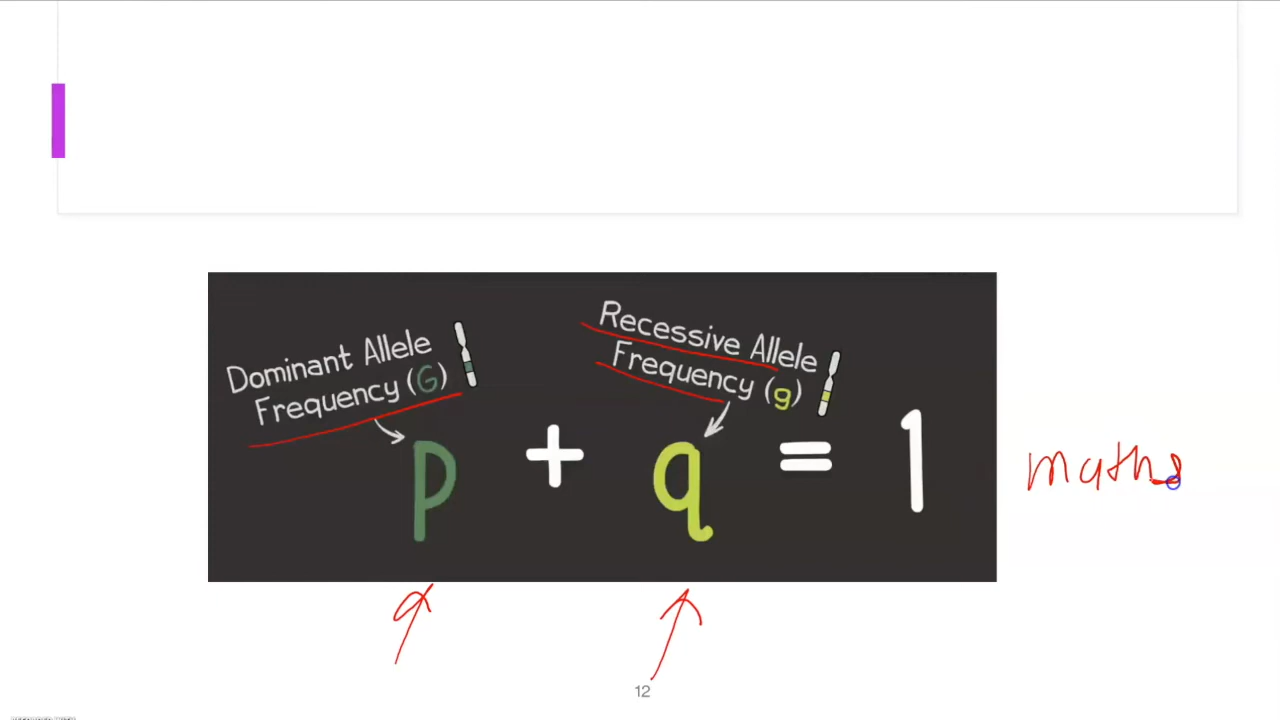 Dominant Allele
Frequency (G)
Recessive Allele
Frequency (g)
p + q = 1
maths
12